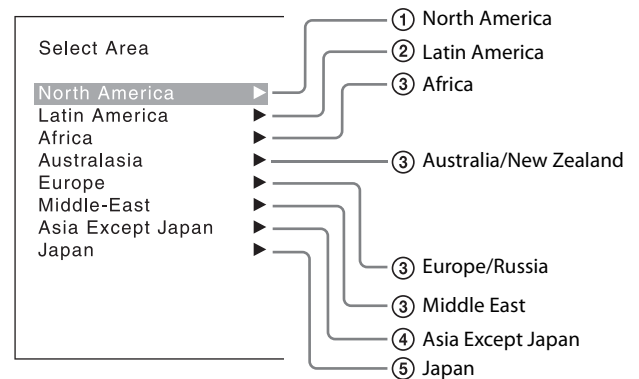 Select Area
North America ▶
Latin America ▶
Africa ▶
Australasia ▶
Europe ▶
Middle-East ▶
Asia Except Japan ▶
Japan ▶
① North America
② Latin America
③ Africa
③ Australia/New Zealand
③ Europe/Russia
③ Middle East
④ Asia Except Japan
⑤ Japan